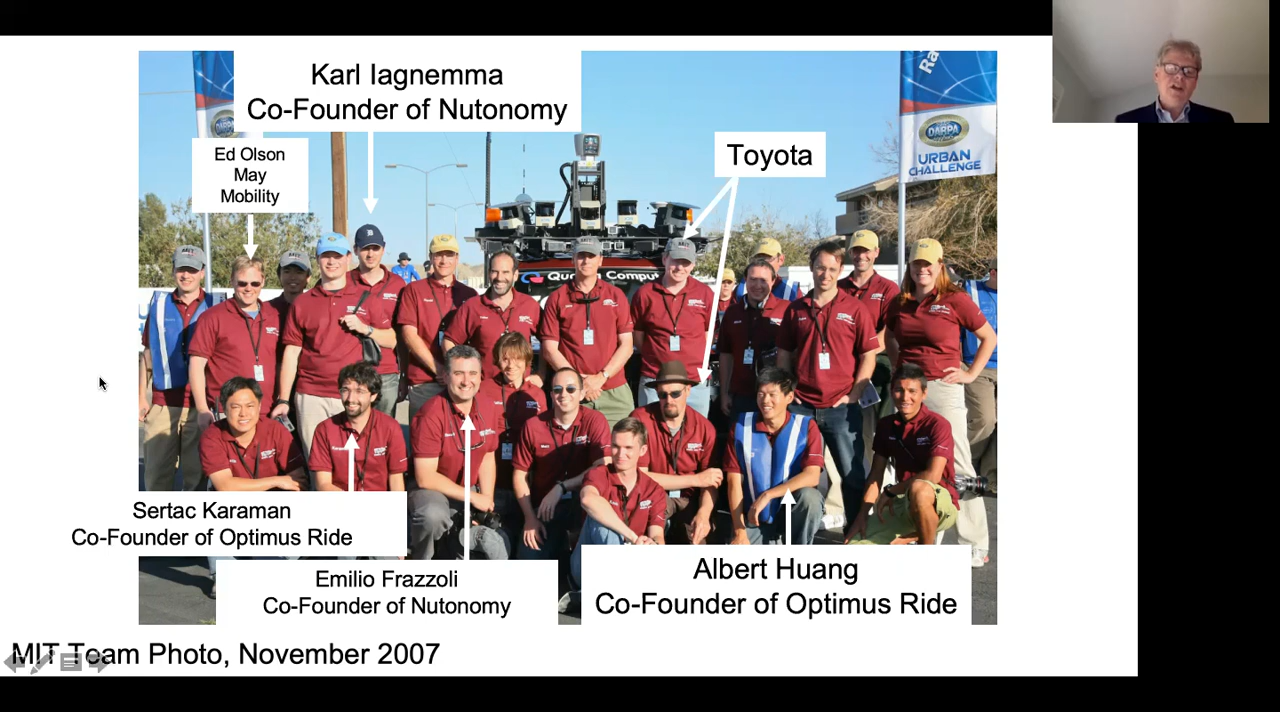 Karl Iagnemma
Co-Founder of Nutonomy
Ed Olson
May
Mobility
Toyota
Ra
DARPA
URBAN
CHALLENGE
Sertac Karaman
Co-Founder of Optimus Ride
Emilio Frazzoli
Co-Founder of Nutonomy
Albert Huang
Co-Founder of Optimus Ride
MIT Team Photo, November 2007